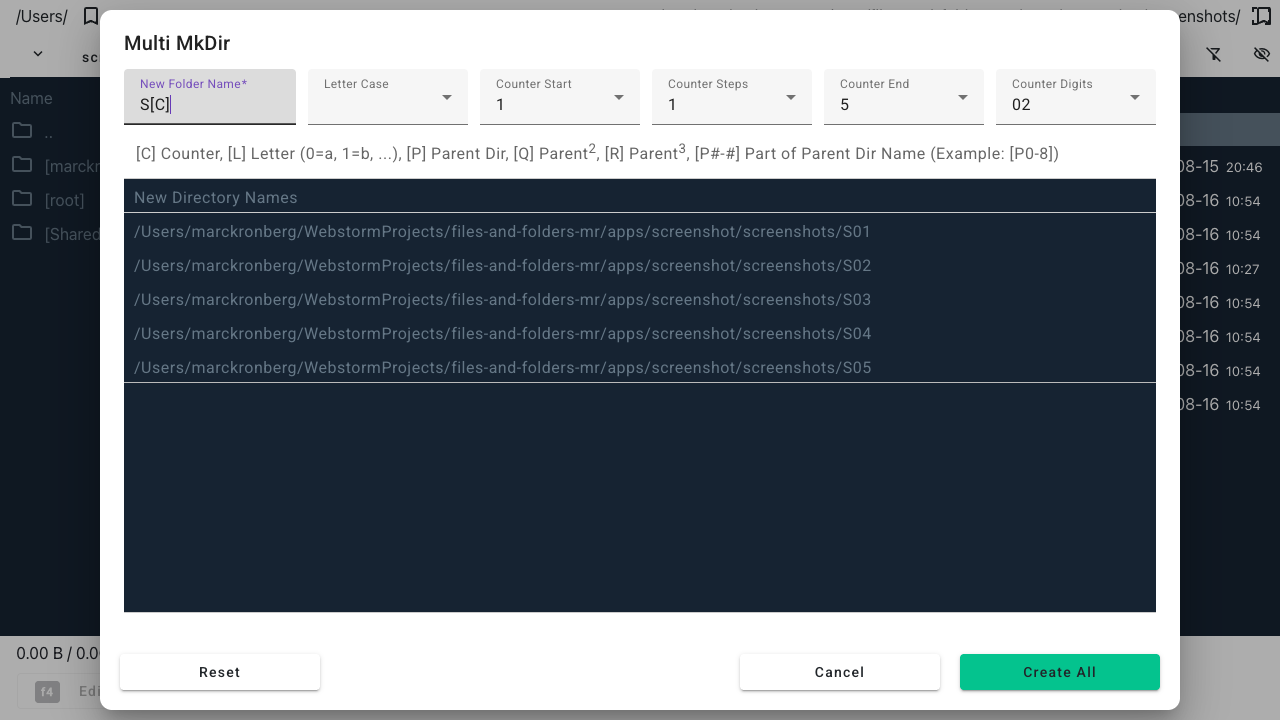 /Users/
enshots/
sc
Multi MkDir
New Folder Name*
S[C]
Letter Case
Counter Start
1
Counter Steps
1
Counter End
5
Counter Digits
02
[C] Counter, [L] Letter (0=a, 1=b, ...), [P] Parent Dir, [Q] Parent2, [R] Parent3, [P#-#] Part of Parent Dir Name (Example: [P0-8])
New Directory Names
/Users/marckronberg/WebstormProjects/files-and-folders-mr/apps/screenshot/screenshots/S01
/Users/marckronberg/WebstormProjects/files-and-folders-mr/apps/screenshot/screenshots/S02
/Users/marckronberg/WebstormProjects/files-and-folders-mr/apps/screenshot/screenshots/S03
/Users/marckronberg/WebstormProjects/files-and-folders-mr/apps/screenshot/screenshots/S04
/Users/marckronberg/WebstormProjects/files-and-folders-mr/apps/screenshot/screenshots/S05
Name
..
[marckr
[root]
[Shared
08-15 20:46
08-16 10:54
08-16 10:54
08-16 10:27
08-16 10:54
08-16 10:54
08-16 10:54
08-16 10:54
0.00 B / 0.0
f4 Edi
Reset
Cancel
Create All